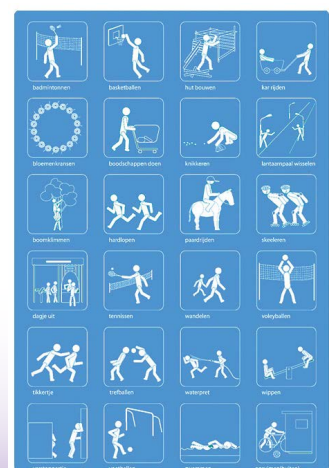 badmintonnen basketballen hut bouwen kar rijden
bloemenkransen boodschappen doen knikkeren lantaarnpaal wisselen
boomklimmen hardlopen paardrijden skeeleren
dagje uit tennissen wandelen voleyballen
tikkertje trefballen waterpret wippen